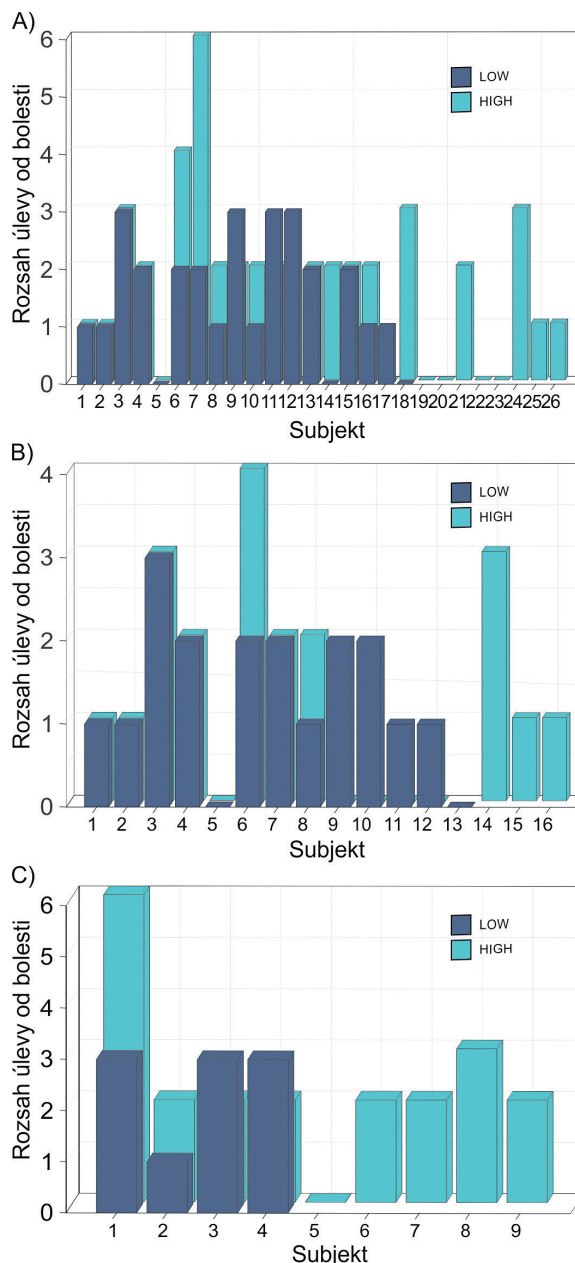 A)
6
5
4
3
2
1
0
Rozsah úlevy od bolesti
LOW
HIGH
1 2 3 4 5 6 7 8 9 10 11 12 13 14 15 16 17 18 19 20 21 22 23 24 25 26
Subjekt
B)
4
3
2
1
0
Rozsah úlevy od bolesti
LOW
HIGH
1 2 3 4 5 6 7 8 9 10 11 12 13 14 15 16
Subjekt
C)
6
5
4
3
2
1
0
Rozsah úlevy od bolesti
LOW
HIGH
1 2 3 4 5 6 7 8 9
Subjekt